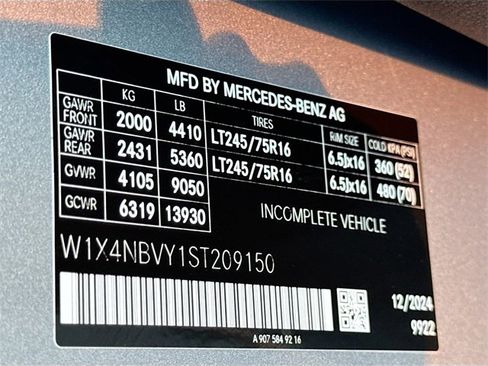 MFD BY MERCEDES-BENZ AG
KG LB TIRES RIM SIZE COLD KPA (PSI)
GAWR FRONT 2000 4410 LT245/75R16 6.5Jx16 360 (52)
GAWR REAR 2431 5360 LT245/75R16 6.5Jx16 480 (70)
GVWR 4105 9050
GCWR 6319 13930 INCOMPLETE VEHICLE
W1X4NBVY1ST209150
12/2024
9922
A 907 584 92 16